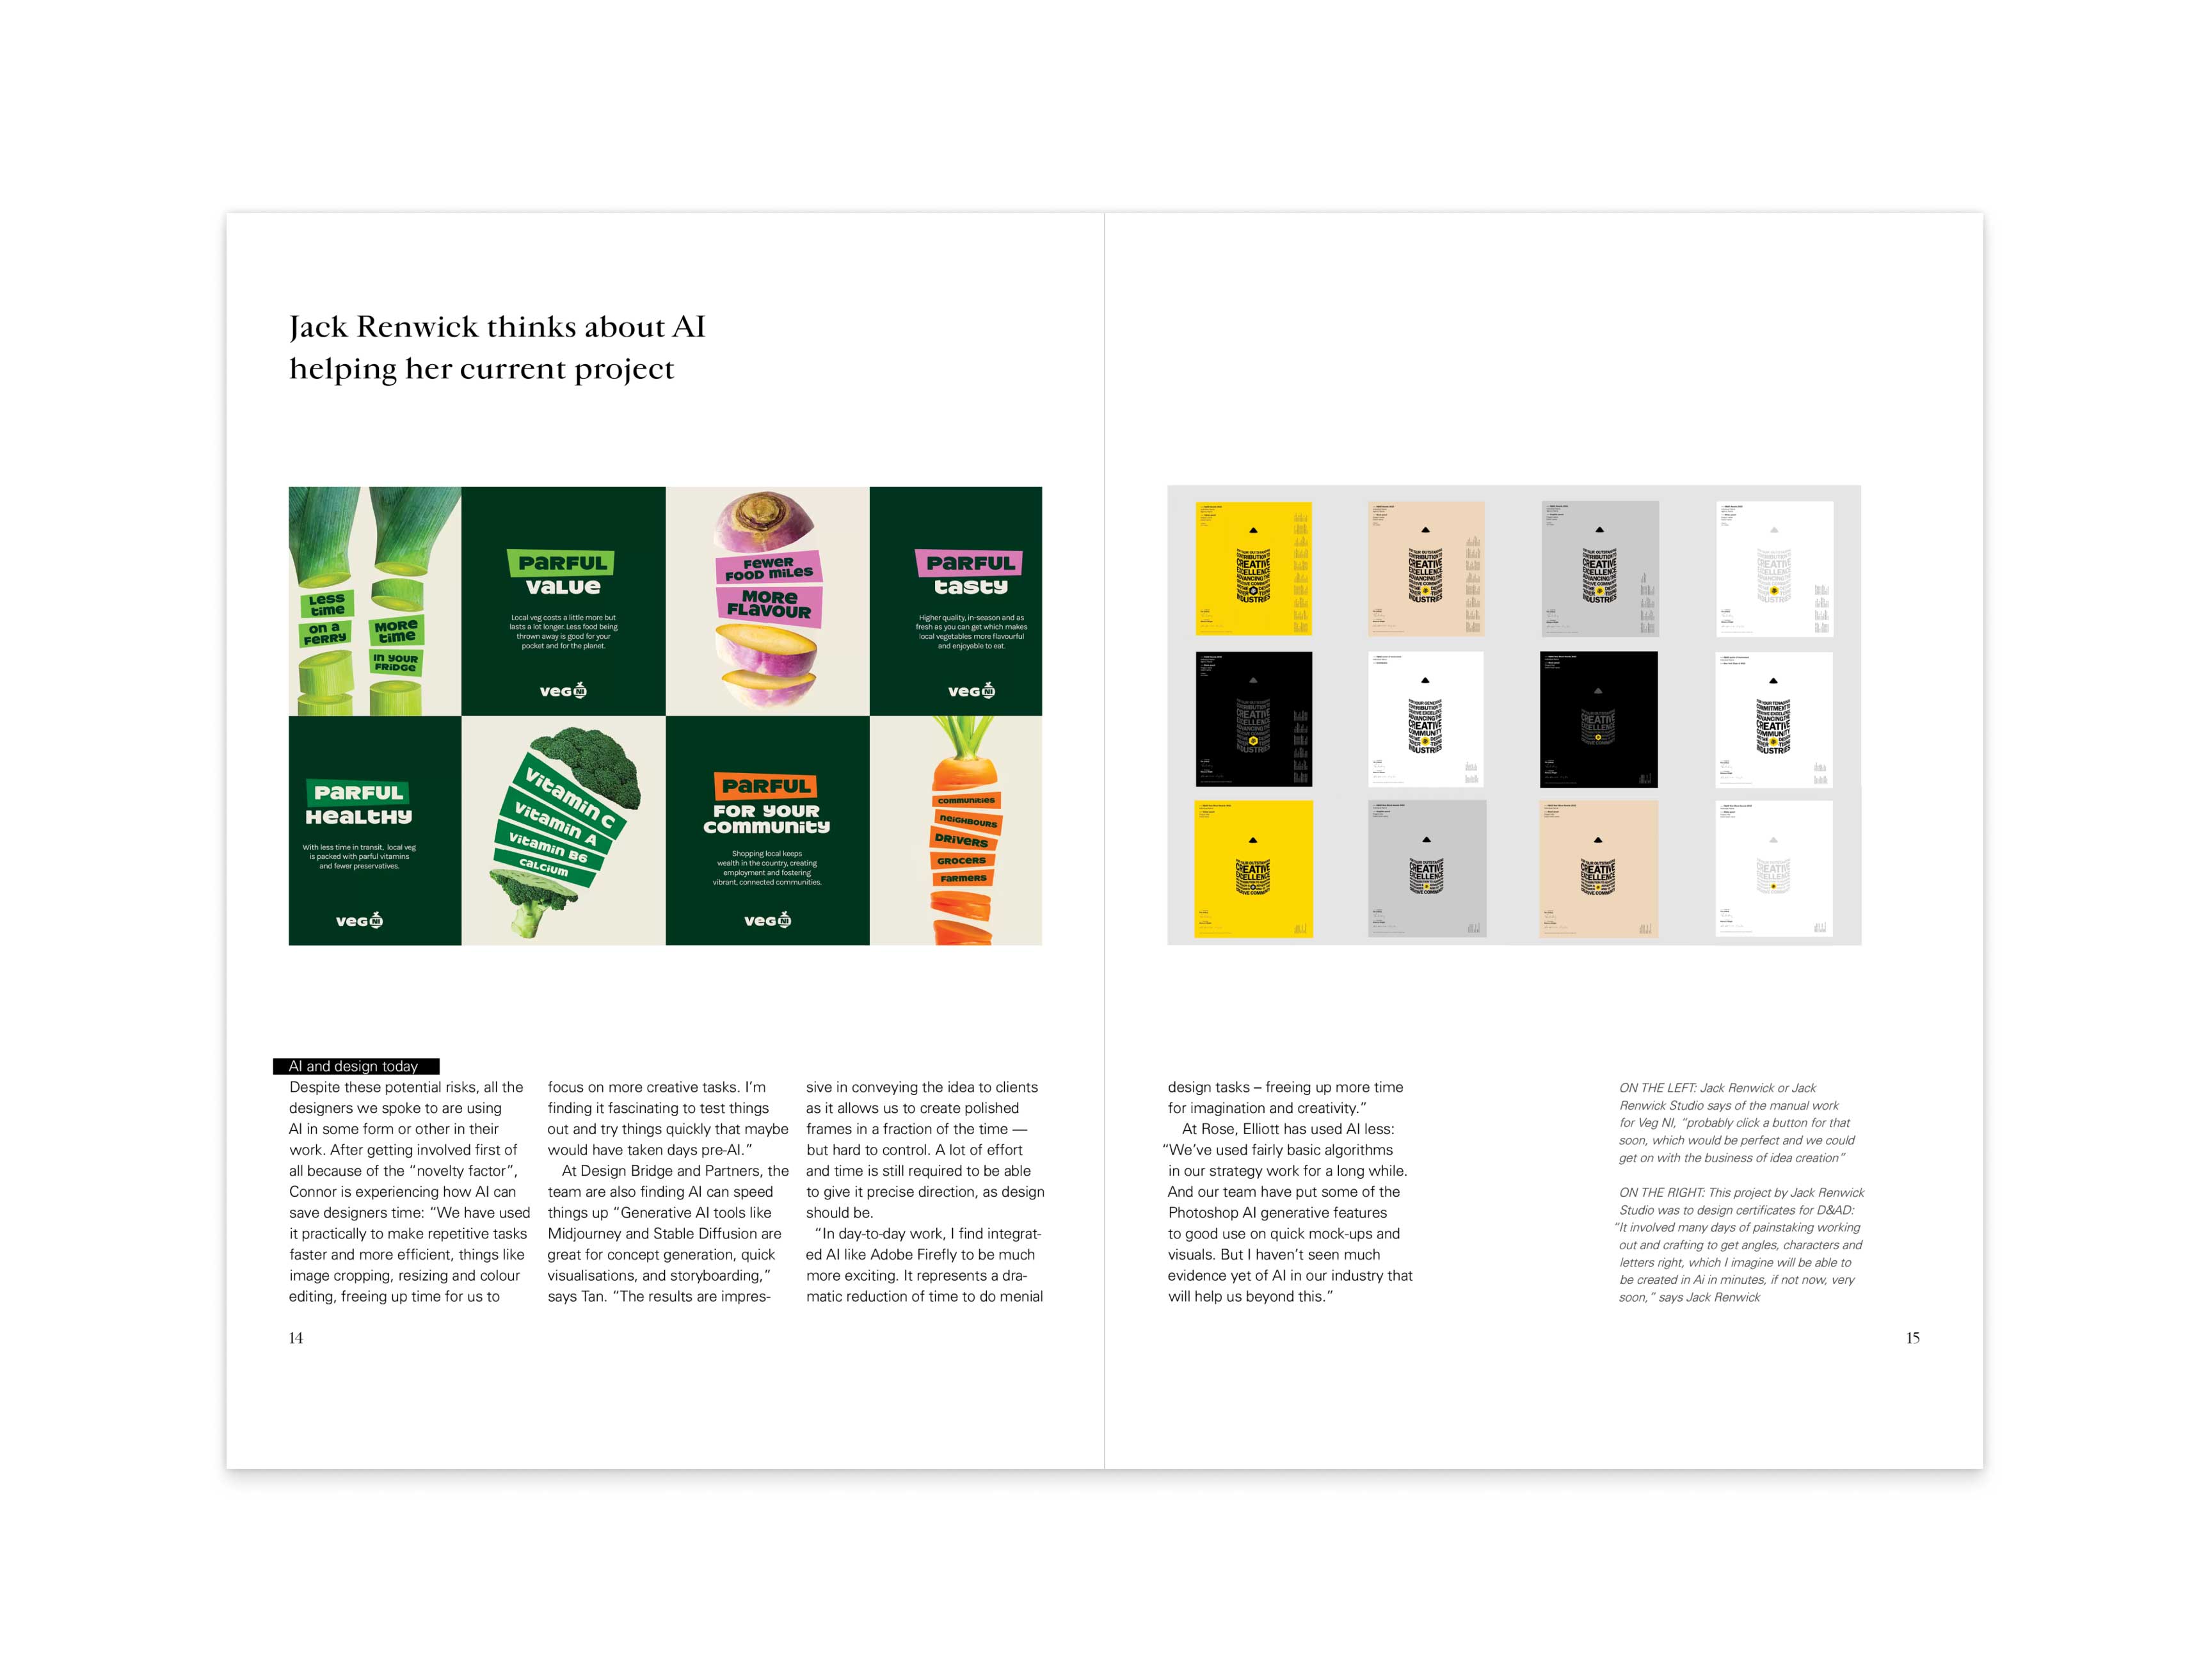 Jack Renwick thinks about AI
helping her current project
LESS
time
on a
FERRY
MORE
time
in YOUR
FRIDGE
PARFUL
VALUE
Local veg costs a little more but
lasts a lot longer. Less food being
thrown away is good for your
pocket and for the planet.
VEG NI
FEWER
FOOD MILES
MORE
FLAVOUR
PARFUL
tasty
Higher quality, in-season and as
fresh as you can get which makes
local vegetables more flavourful
and enjoyable to eat.
VEG NI
PARFUL
HEALTHY
With less time in transit, local veg
is packed with parful vitamins
and fewer preservatives.
VEG NI
Vitamin C
Vitamin A
Vitamin B6
CALCIUM
PARFUL
FOR YOUR
COMMUNITY
Shopping local keeps
wealth in the country, creating
employment and fostering
vibrant, connected communities.
VEG NI
COMMUNITIES
NEIGHBOURS
DRIVERS
GROCERS
FARMERS
CREATIVE
EXCELLENCE
AI and design today
Despite these potential risks, all the
designers we spoke to are using
AI in some form or other in their
work. After getting involved first of
all because of the “novelty factor”,
Connor is experiencing how AI can
save designers time: “We have used
it practically to make repetitive tasks
faster and more efficient, things like
image cropping, resizing and colour
editing, freeing up time for us to
focus on more creative tasks. I’m
finding it fascinating to test things
out and try things quickly that maybe
would have taken days pre-AI.”
At Design Bridge and Partners, the
team are also finding AI can speed
things up “Generative AI tools like
Midjourney and Stable Diffusion are
great for concept generation, quick
visualisations, and storyboarding,”
says Tan. “The results are impres-
sive in conveying the idea to clients
as it allows us to create polished
frames in a fraction of the time —
but hard to control. A lot of effort
and time is still required to be able
to give it precise direction, as design
should be.
“In day-to-day work, I find integrat-
ed AI like Adobe Firefly to be much
more exciting. It represents a dra-
matic reduction of time to do menial
design tasks – freeing up more time
for imagination and creativity.”
At Rose, Elliott has used AI less:
“We’ve used fairly basic algorithms
in our strategy work for a long while.
And our team have put some of the
Photoshop AI generative features
to good use on quick mock-ups and
visuals. But I haven’t seen much
evidence yet of AI in our industry that
will help us beyond this.”
ON THE LEFT: Jack Renwick or Jack
Renwick Studio says of the manual work
for Veg NI, “probably click a button for that
soon, which would be perfect and we could
get on with the business of idea creation”
ON THE RIGHT: This project by Jack Renwick
Studio was to design certificates for D&AD:
“It involved many days of painstaking working
out and crafting to get angles, characters and
letters right, which I imagine will be able to
be created in Ai in minutes, if not now, very
soon,” says Jack Renwick
14
15